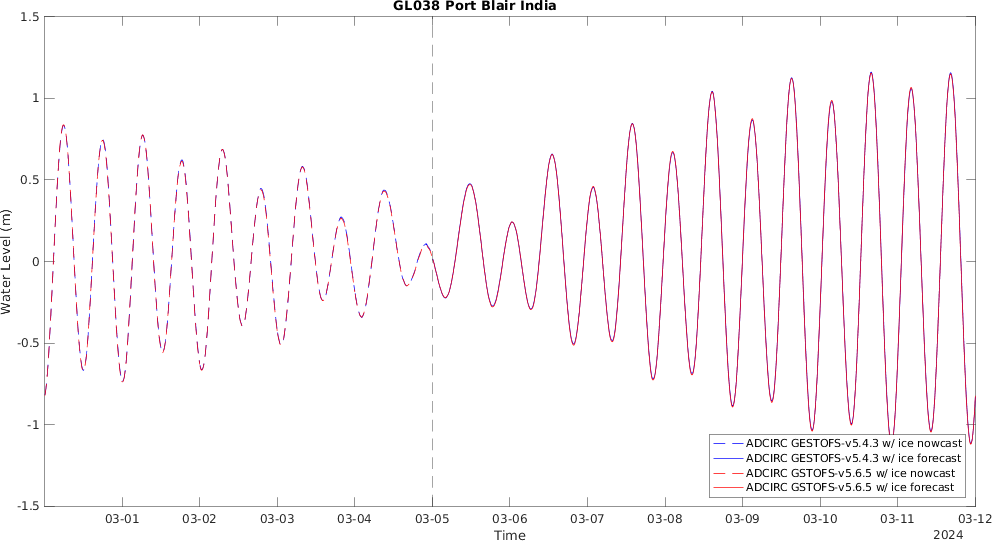 GL038 Port Blair India
1.5
1
0.5
0
-0.5
-1
-1.5
Water Level (m)
ADCIRC GESTOFS-v5.4.3 w/ ice nowcast
ADCIRC GESTOFS-v5.4.3 w/ ice forecast
ADCIRC GSTOFS-v5.6.5 w/ ice nowcast
ADCIRC GSTOFS-v5.6.5 w/ ice forecast
03-01 03-02 03-03 03-04 03-05 03-06 03-07 03-08 03-09 03-10 03-11 03-12
Time
2024